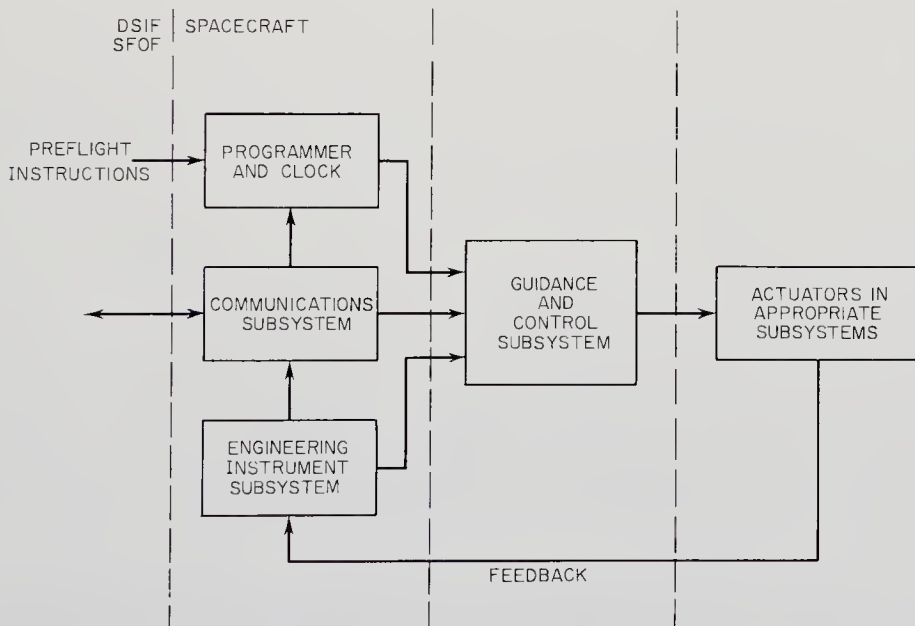 DSIF
SFOF
SPACECRAFT
PREFLIGHT
INSTRUCTIONS
PROGRAMMER
AND CLOCK
COMMUNICATIONS
SUBSYSTEM
ENGINEERING
INSTRUMENT
SUBSYSTEM
GUIDANCE
AND
CONTROL
SUBSYSTEM
ACTUATORS IN
APPROPRIATE
SUBSYSTEMS
FEEDBACK